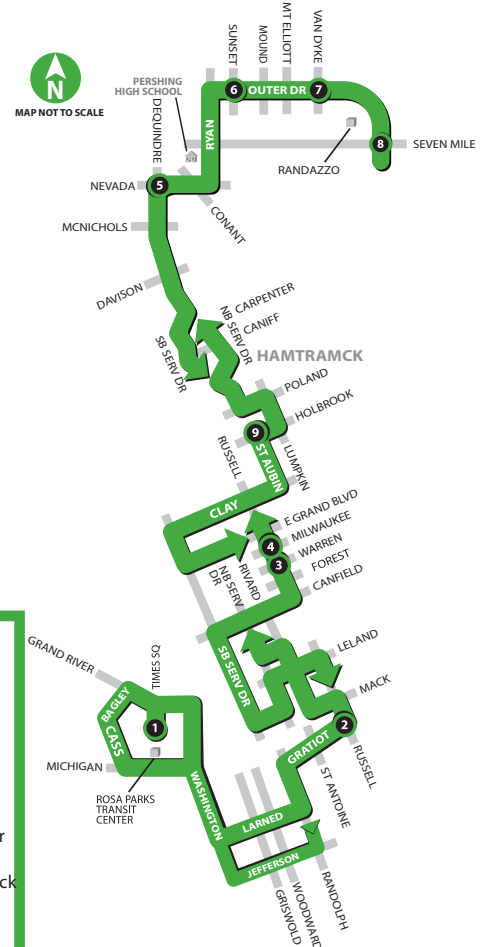 SUNSET
MOUND
MT ELLIOTT
VAN DYKE
N
MAP NOT TO SCALE
PERSHING
HIGH SCHOOL
DEQUINDRE
6
OUTER DR
7
RYAN
8
SEVEN MILE
RANDAZZO
NEVADA
5
CONANT
MCNICHOLS
DAVISON
NB SERV DR
CARPENTER
CANIFF
SB SERV DR
HAMTRAMCK
POLAND
HOLBROOK
9
ST AUBIN
RUSSELL
LUMPKIN
CLAY
E GRAND BLVD
MILWAUKEE
4
WARREN
3
FOREST
CANFIELD
RIVARD
NB SERV
DR
SB SERV DR
LELAND
MACK
GRAND RIVER
TIMES SQ
BAGLEY
CASS
1
2
GRATIOT
RUSSELL
MICHIGAN
ROSA PARKS
TRANSIT
CENTER
WASHINGTON
ST ANTOINE
LARNED
JEFFERSON
RANDOLPH
WOODWARD
GRISWOLD
r
ck